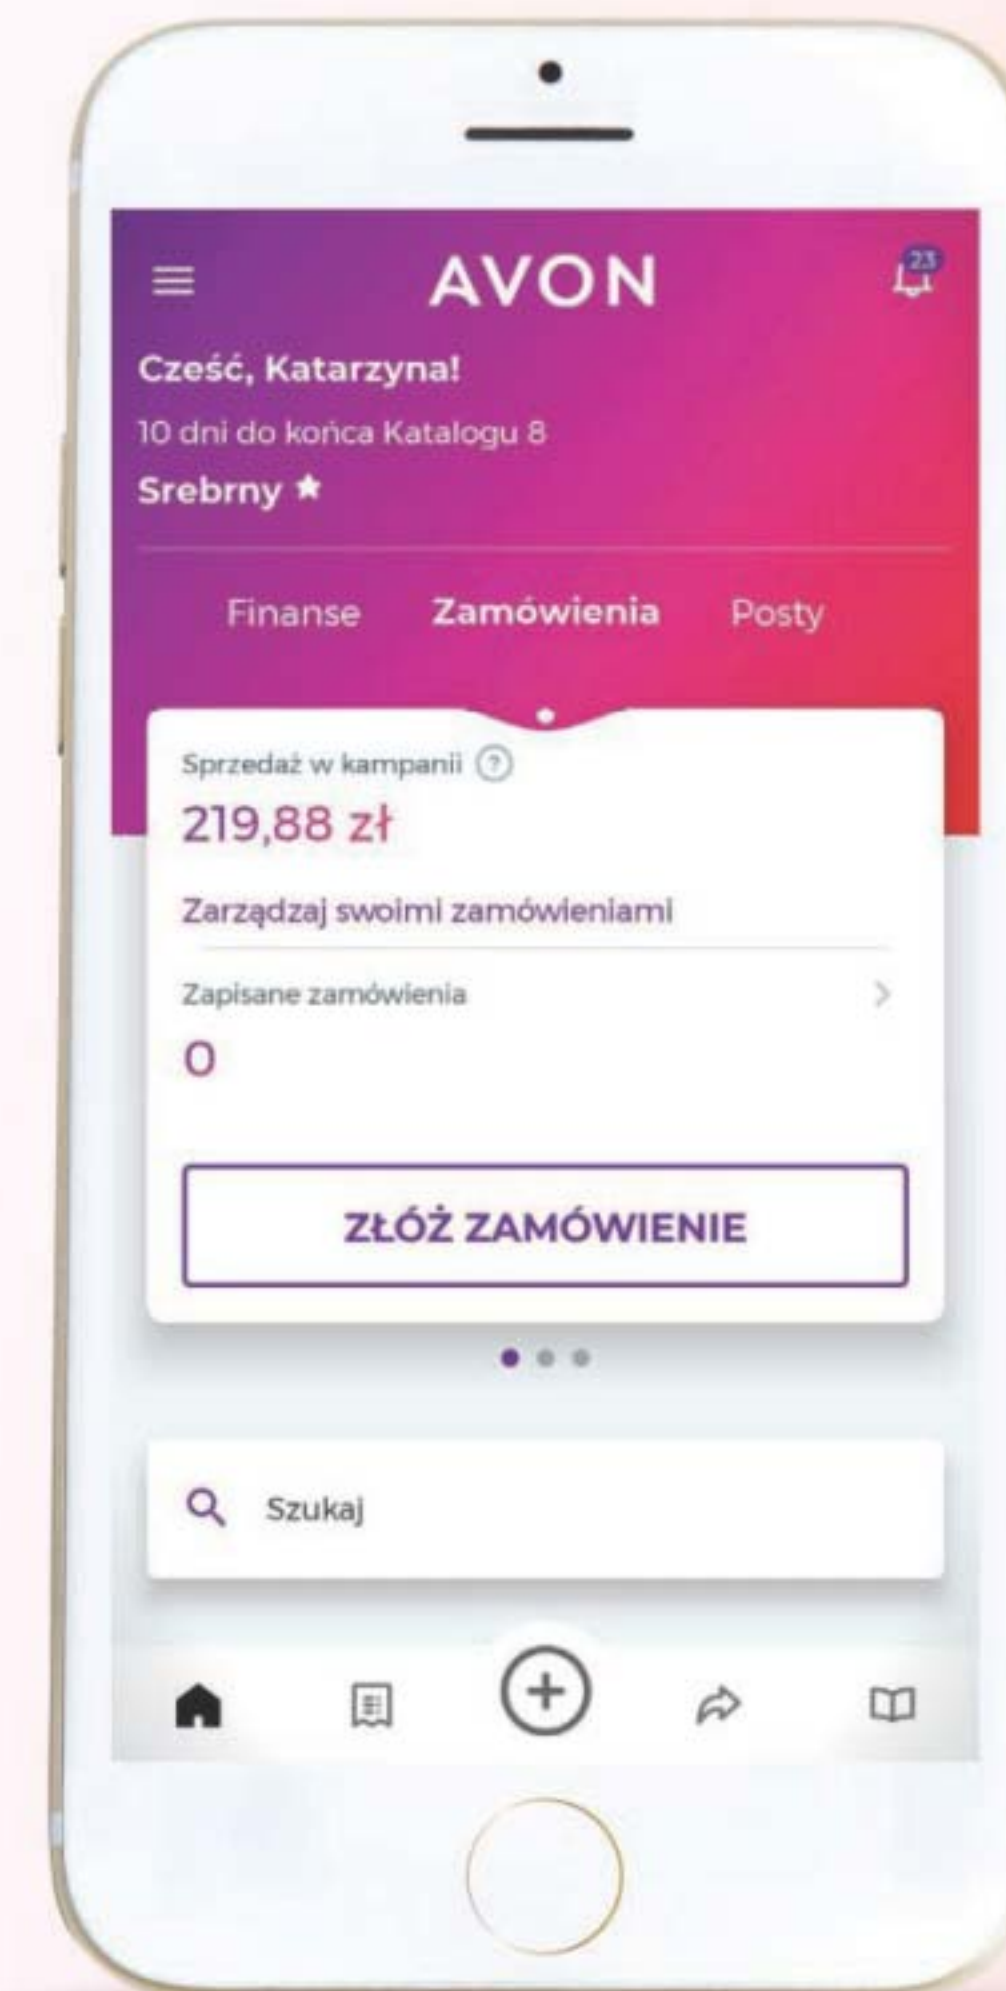 AVON
23
Cześć, Katarzyna!
10 dni do końca Katalogu 8
Srebrny
Finanse Zamówienia Posty
Sprzedaż w kampanii ?
219,88 zł
Zarządzaj swoimi zamówieniami
Zapisane zamówienia
0
ZŁÓŻ ZAMÓWIENIE
Szukaj